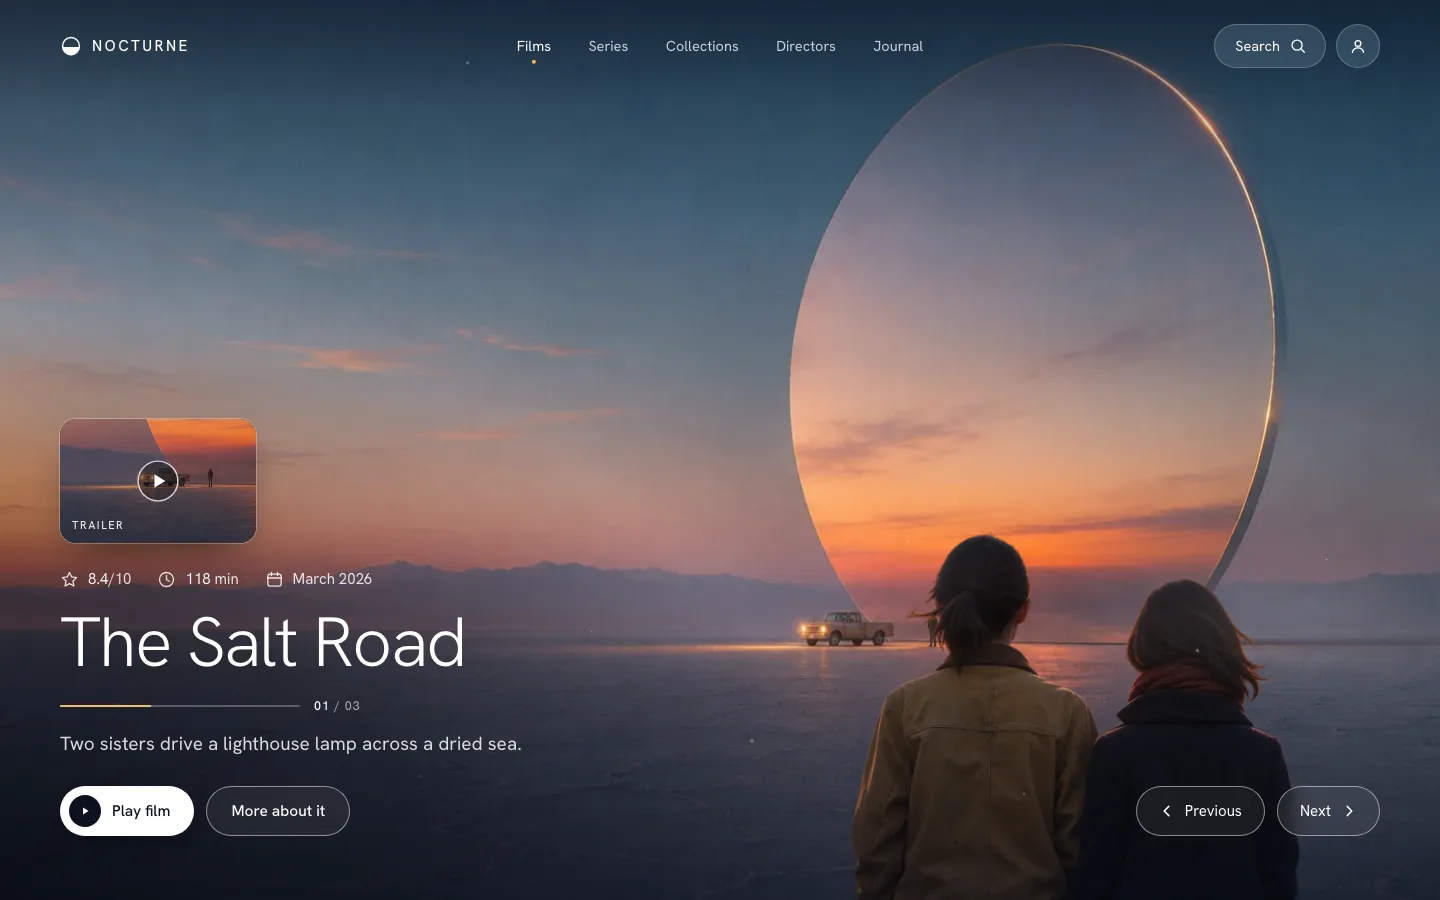 NOCTURNE
Films
Series
Collections
Directors
Journal
Search
TRAILER
8.4/10
118 min
March 2026
The Salt Road
01 / 03
Two sisters drive a lighthouse lamp across a dried sea.
Play film
More about it
Previous
Next